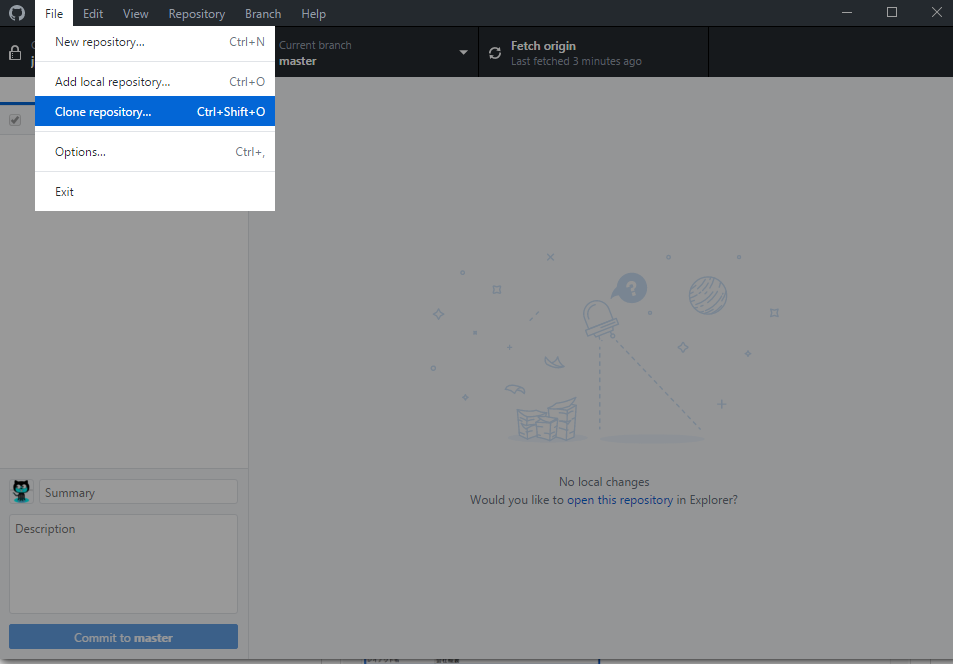 File Edit View Repository Branch Help
New repository... Ctrl+N
Add local repository... Ctrl+O
Clone repository... Ctrl+Shift+O
Options... Ctrl+,
Exit
Current branch
master
Fetch origin
Last fetched 3 minutes ago
?
No local changes
Would you like to open this repository in Explorer?
Summary
Description
Commit to master